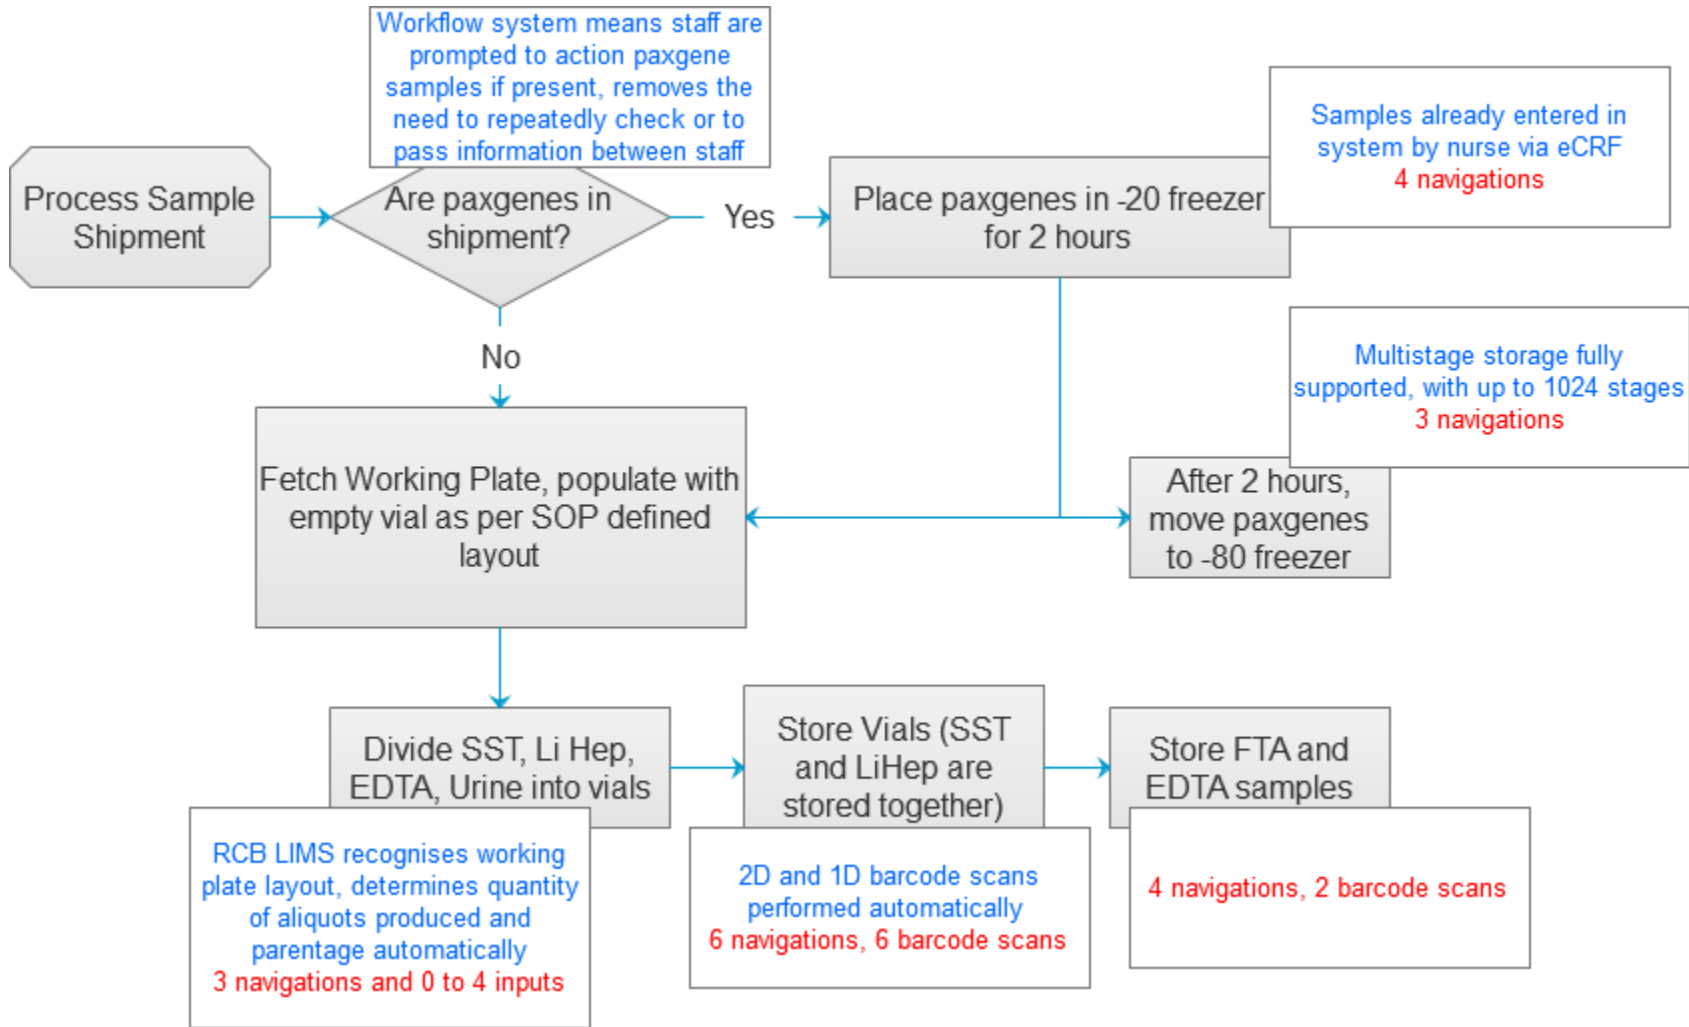 Workflow system means staff are
prompted to action paxgene
samples if present, removes the
need to repeatedly check or to
pass information between staff
Samples already entered in
system by nurse via eCRF
4 navigations
Process Sample
Shipment
Are paxgenes in
shipment?
Yes
Place paxgenes in -20 freezer
for 2 hours
No
Multistage storage fully
supported, with up to 1024 stages
3 navigations
Fetch Working Plate, populate with
empty vial as per SOP defined
layout
After 2 hours,
move paxgenes
to -80 freezer
Divide SST, Li Hep,
EDTA, Urine into vials
Store Vials (SST
and LiHep are
stored together)
Store FTA and
EDTA samples
RCB LIMS recognises working
plate layout, determines quantity
of aliquots produced and
parentage automatically
3 navigations and 0 to 4 inputs
2D and 1D barcode scans
performed automatically
6 navigations, 6 barcode scans
4 navigations, 2 barcode scans